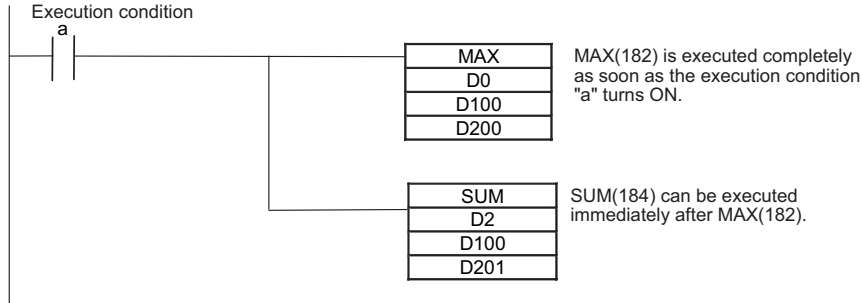 Execution condition
a
MAX
D0
D100
D200
MAX(182) is executed completely
as soon as the execution condition
"a" turns ON.
SUM
D2
D100
D201
SUM(184) can be executed
immediately after MAX(182).